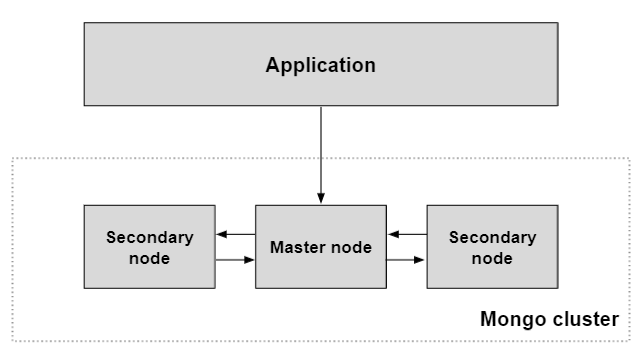 Application
Secondary
node
Master node
Secondary
node
Mongo cluster